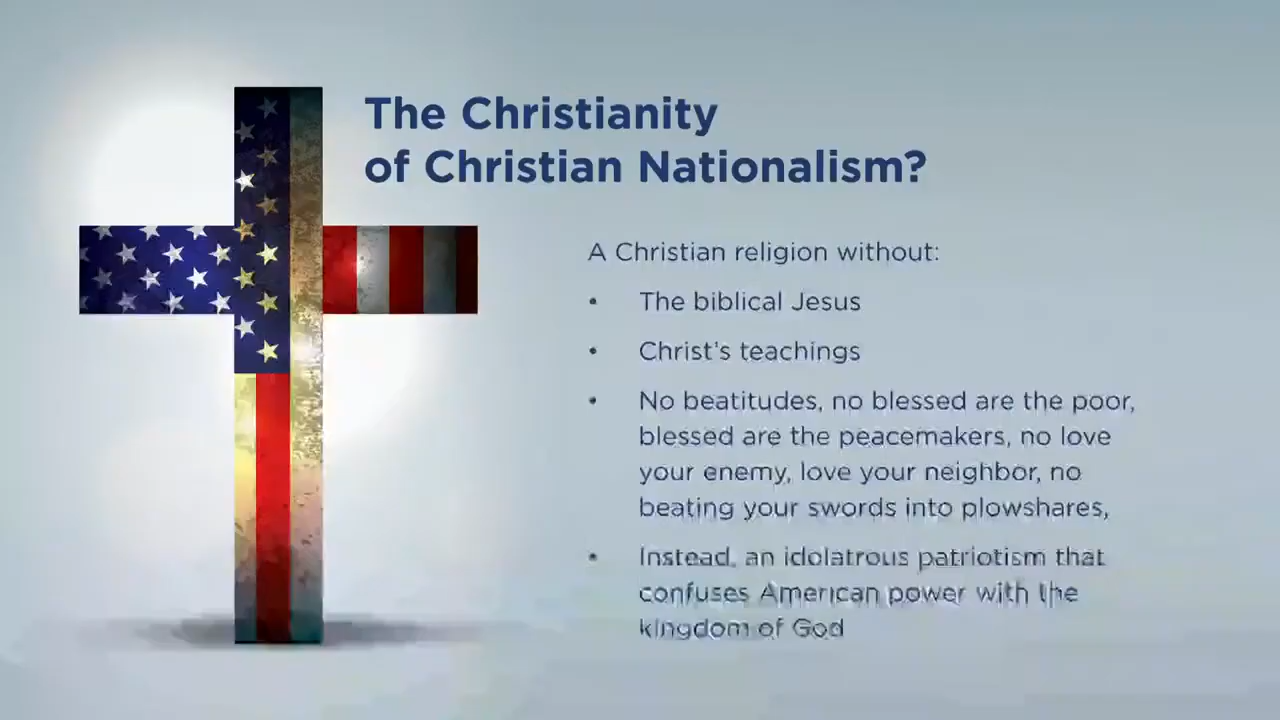 The Christianity
of Christian Nationalism?
A Christian religion without:
• The biblical Jesus
• Christ's teachings
• No beatitudes, no blessed are the poor,
blessed are the peacemakers, no love
your enemy, love your neighbor, no
beating your swords into plowshares,
• Instead, an idolatrous patriotism that
confuses American power with the
kingdom of God